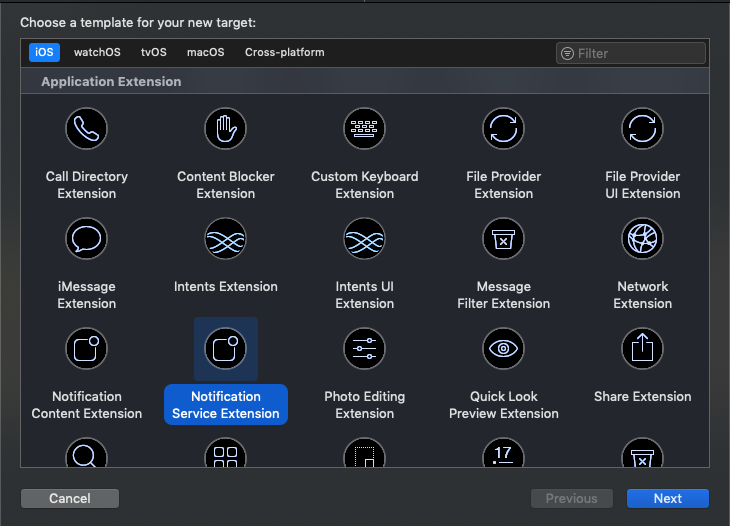 Choose a template for your new target:
iOS watchOS tvOS macOS Cross-platform Filter
Application Extension
Call Directory Extension
Content Blocker Extension
Custom Keyboard Extension
File Provider Extension
File Provider UI Extension
iMessage Extension
Intents Extension
Intents UI Extension
Message Filter Extension
Network Extension
Notification Content Extension
Notification Service Extension
Photo Editing Extension
Quick Look Preview Extension
Share Extension
17
Cancel Previous Next